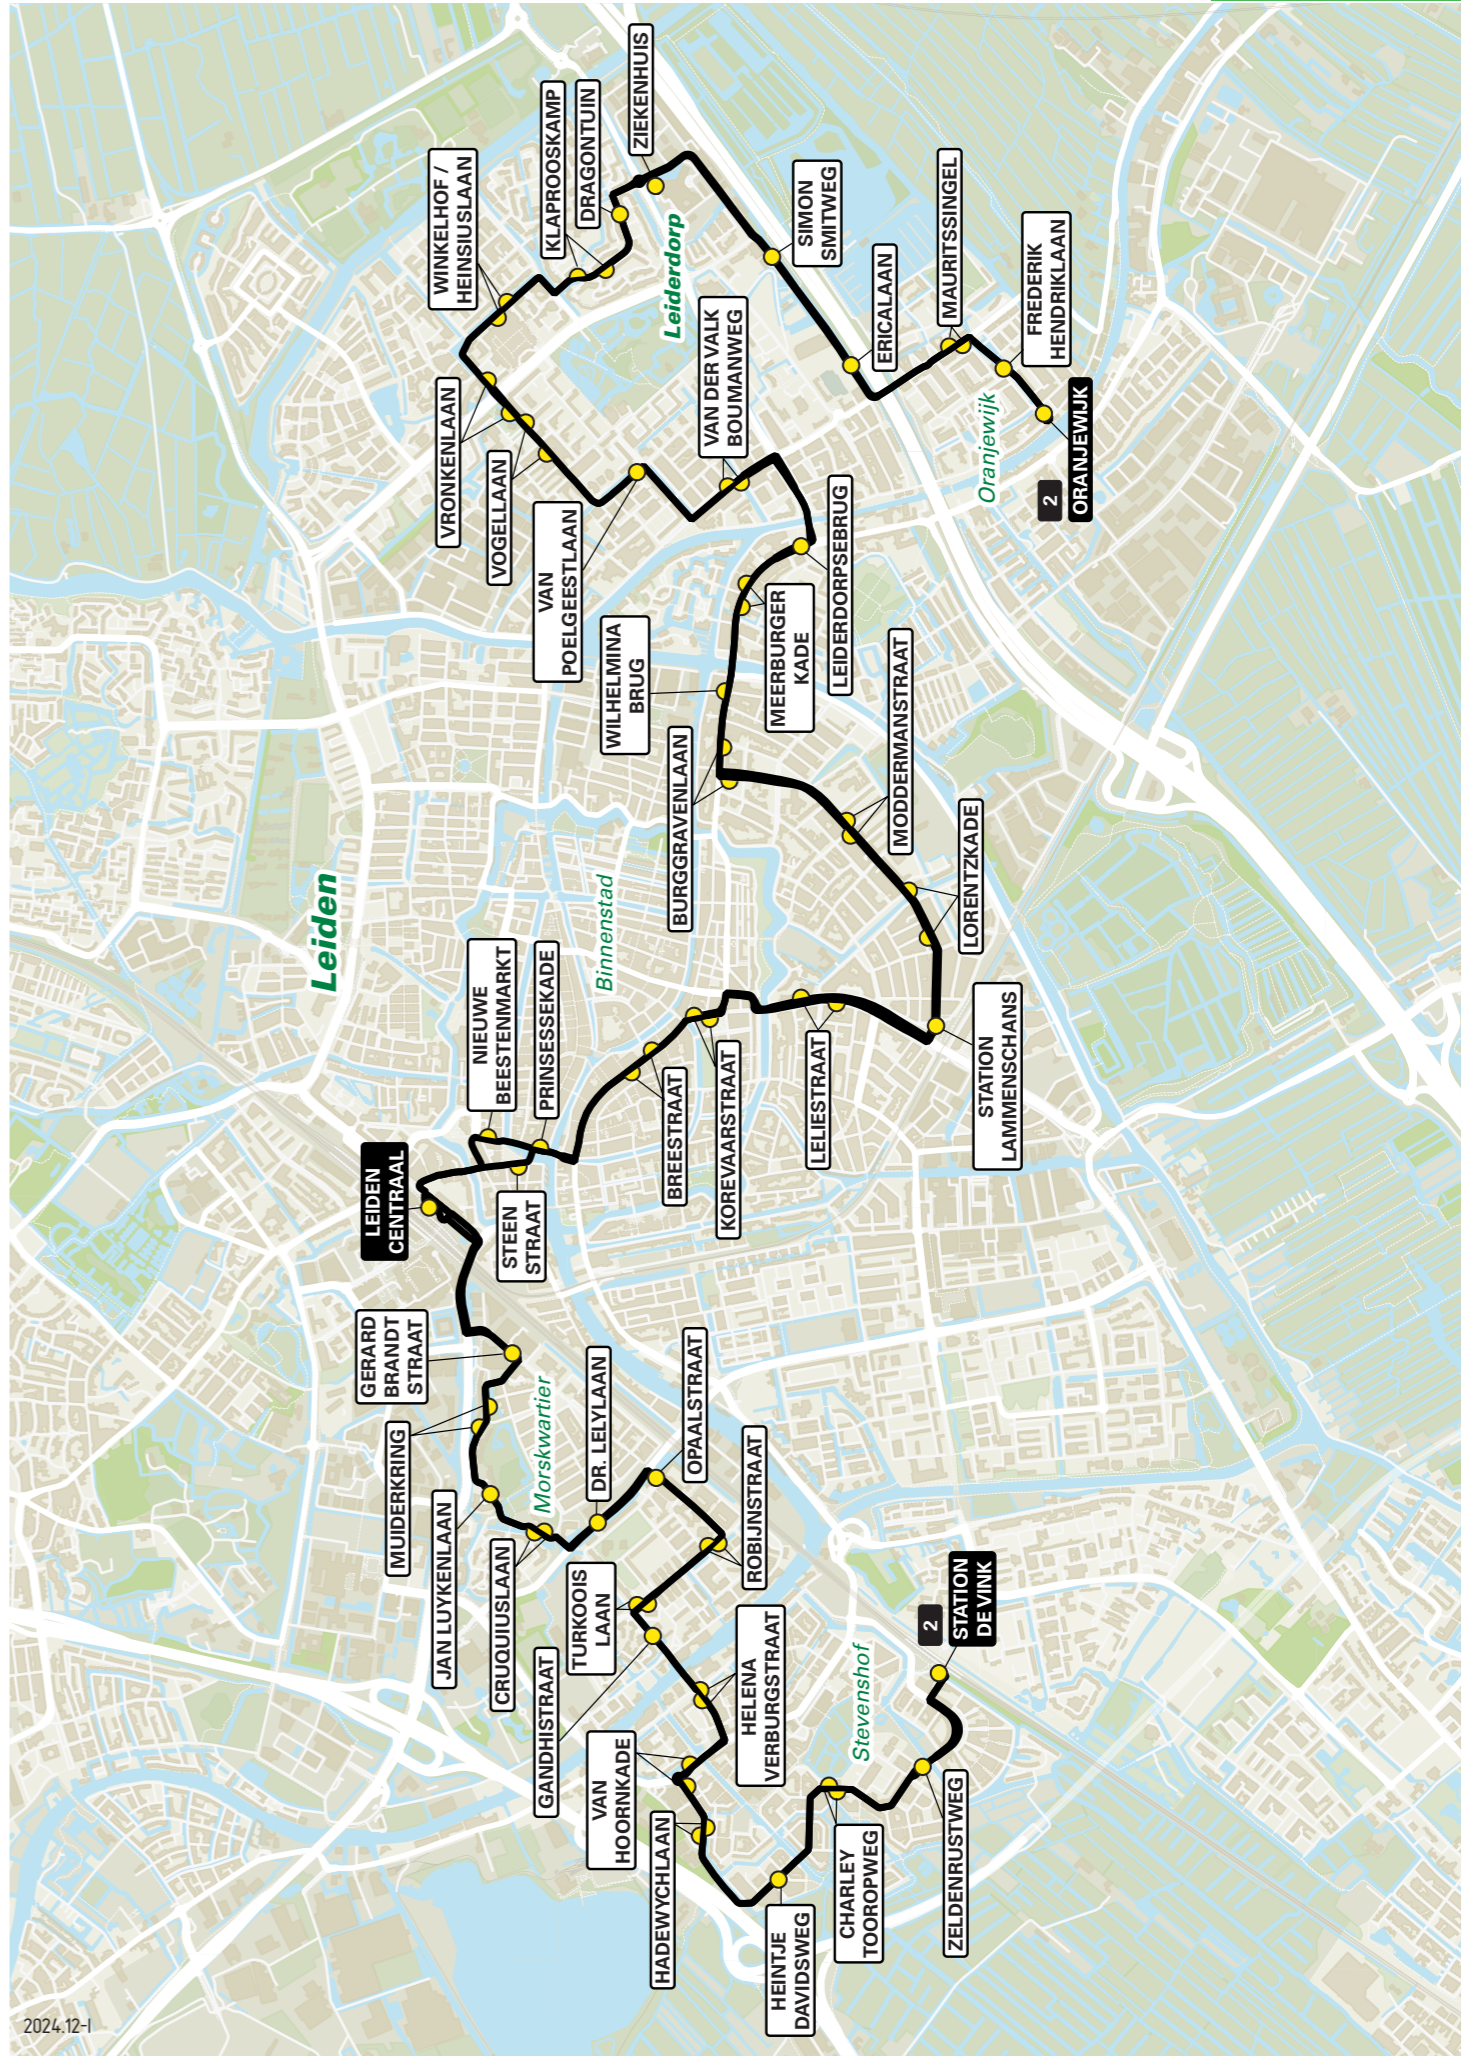 2024.12-I
Leiden
Binnenstad
Leiderdorp
Oranjewijk
Morskwartier
Stevenshof
2
STATION
DE VINK
ZELDENRUSTWEG
CHARLEY
TOOROPWEG
HEINTJE
DAVIDSWEG
HADEWYCHLAAN
VAN
HOORNKADE
HELENA
VERBURGSTRAAT
GANDHISTRAAT
TURKOOIS
LAAN
ROBIJNSTRAAT
OPAALSTRAAT
DR. LELYLAAN
CRUQUIUSLAAN
JAN LUYKENLAAN
MUIDERKRING
GERARD
BRANDT
STRAAT
LEIDEN
CENTRAAL
STEEN
STRAAT
NIEUWE
BEESTENMARKT
PRINSESSEKADE
BREESTRAAT
KOREVAARSTRAAT
LELIESTRAAT
STATION
LAMMENSCHANS
LORENTZKADE
MODDERMANSTRAAT
BURGGRAVENLAAN
WILHELMINA
BRUG
MEERBURGER
KADE
LEIDERDORPSEBRUG
VAN DER VALK
BOUMANWEG
VAN
POELGEESTLAAN
VOGELLAAN
VRONKENLAAN
WINKELHOF /
HEINSIUSLAAN
KLAPROOSKAMP
DRAGONTUIN
ZIEKENHUIS
SIMON
SMITWEG
ERICALAAN
MAURITSSINGEL
FREDERIK
HENDRIKLAAN
2
ORANJEWIJK